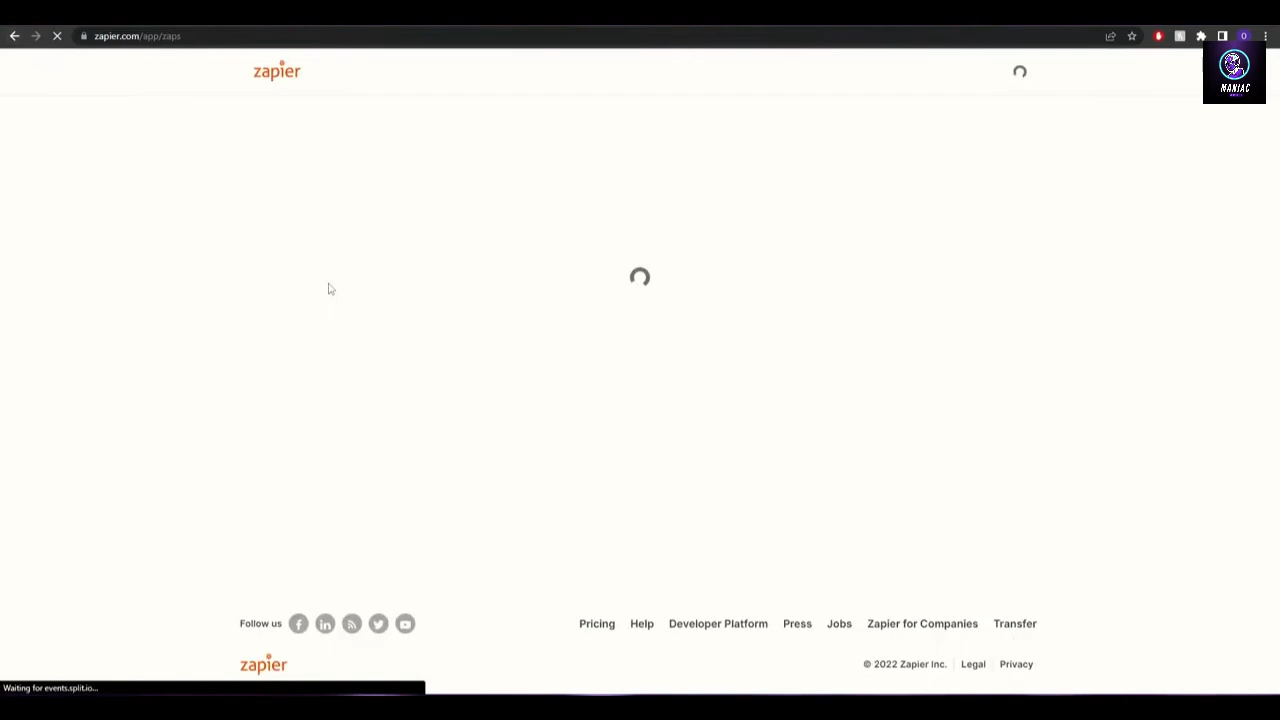 zapier.com/app/zaps
O
zapier
MANIAC
Follow us
Pricing Help Developer Platform Press Jobs Zapier for Companies Transfer
zapier
© 2022 Zapier Inc. Legal Privacy
Waiting for events.split.io...